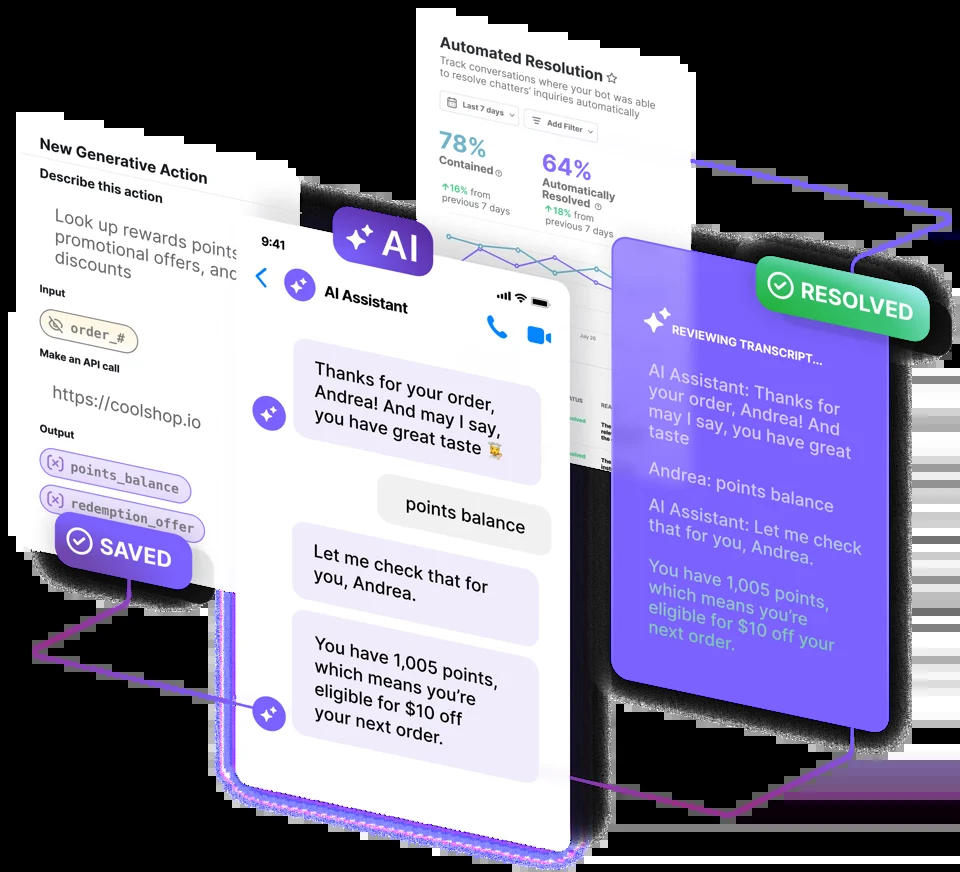 Automated Resolution
Track conversations where your bot was able
to resolve chatters' inquiries automatically
Last 7 days
Add Filter
78%
Contained
↑16% from
previous 7 days
64%
Automatically
Resolved
↑18% from
previous 7 days
July 26
New Generative Action
Describe this action
Look up rewards points
promotional offers, and
discounts
Input
order_#
Make an API call
https://coolshop.io
Output
[x] points_balance
[x] redemption_offer
SAVED
AI
9:41
AI Assistant
Thanks for your order,
Andrea! And may I say,
you have great taste
points balance
Let me check that for
you, Andrea.
You have 1,005 points,
which means you're
eligible for $10 off
your next order.
RESOLVED
REVIEWING TRANSCRIPT...
AI Assistant: Thanks for
your order, Andrea! And
may I say, you have great
taste
Andrea: points balance
AI Assistant: Let me check
that for you, Andrea.
You have 1,005 points,
which means you're
eligible for $10 off your
next order.